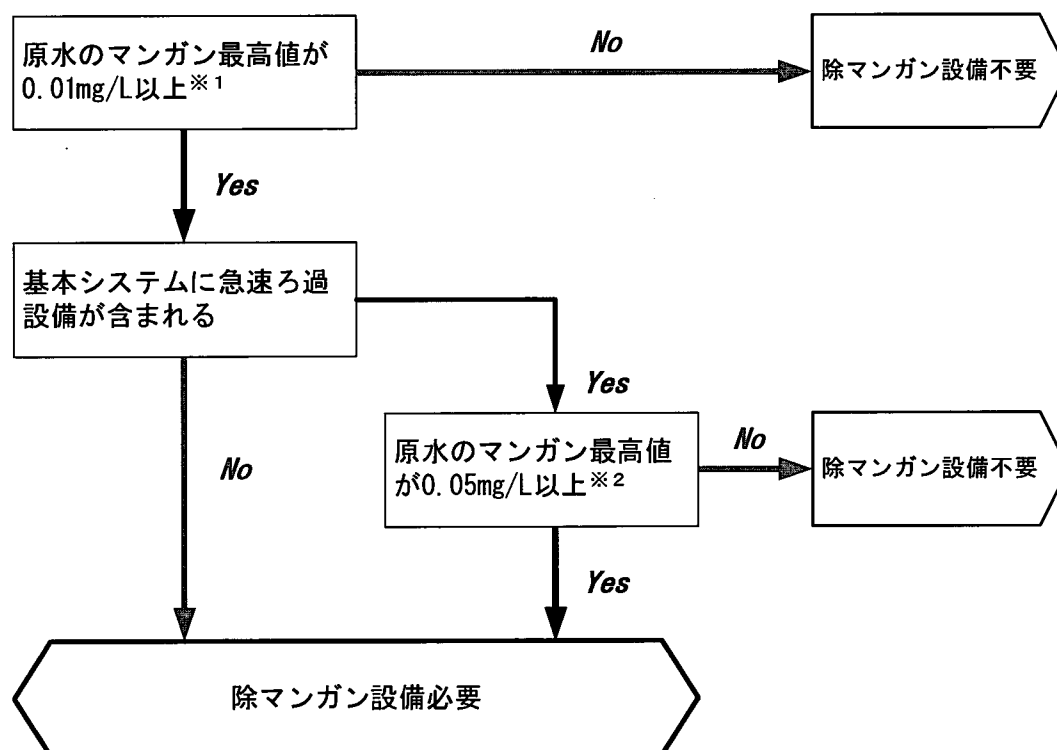 原水のマンガン最高値が
0.01mg/L以上※1
No
除マンガン設備不要
Yes
基本システムに急速ろ過
設備が含まれる
Yes
No
原水のマンガン最高値
が0.05mg/L以上※2
No
除マンガン設備不要
Yes
除マンガン設備必要